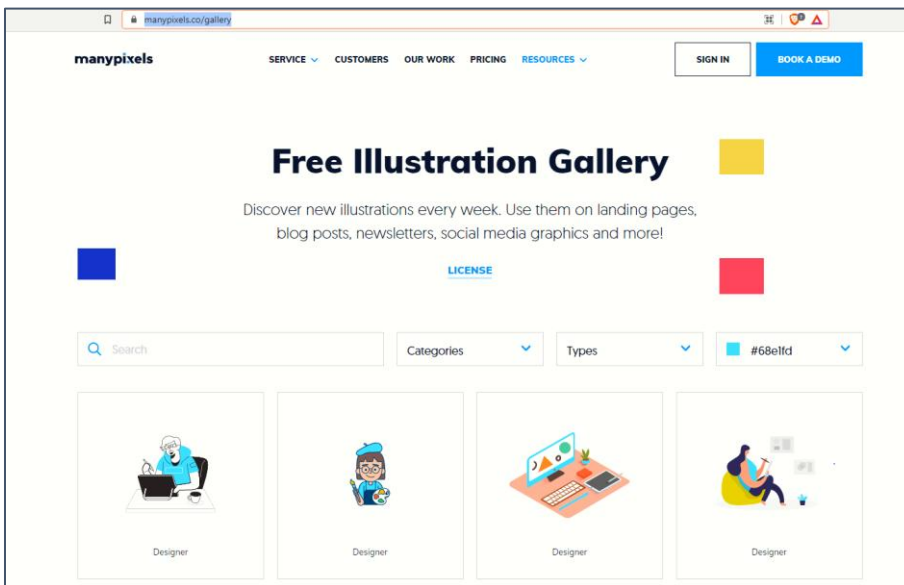 manypixels.co/gallery
manypixels
SERVICE CUSTOMERS OUR WORK PRICING RESOURCES
SIGN IN
BOOK A DEMO
Free Illustration Gallery
Discover new illustrations every week. Use them on landing pages,
blog posts, newsletters, social media graphics and more!
LICENSE
Search
Categories
Types
#68e1fd
Designer
Designer
Designer
Designer